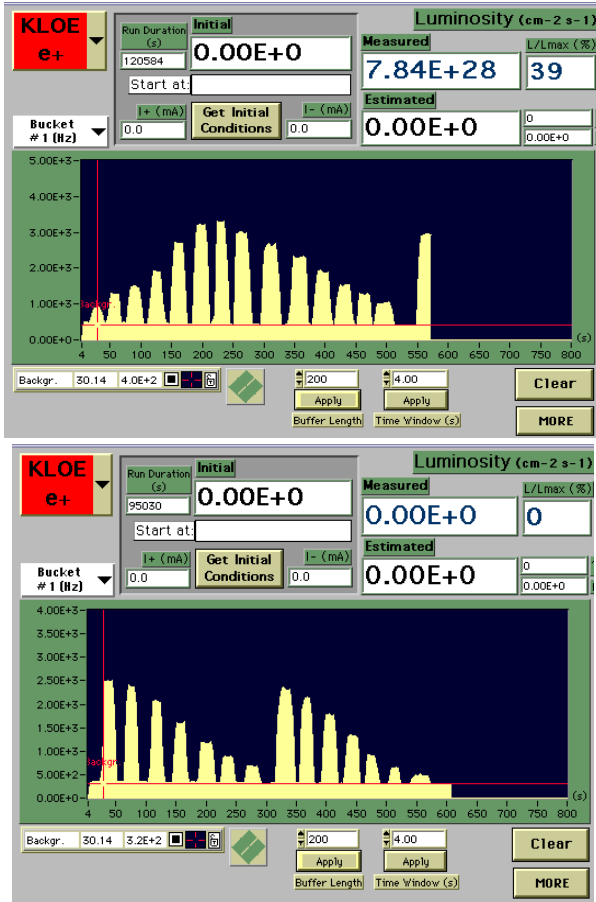 KLOE
e+
Run Duration
(s)
120584
Initial
0.00E+0
Start at:
I+ (mA)
0.0
Get Initial
Conditions
I- (mA)
0.0
Luminosity (cm-2 s-1)
Measured
7.84E+28
L/Lmax (%)
39
Estimated
0.00E+0
0
0.00E+0
Bucket
# 1 (Hz)
5.00E+3-
4.00E+3-
3.00E+3-
2.00E+3-
1.00E+3-
0.00E+0-
Backgr.
4 50 100 150 200 250 300 350 400 450 500 550 600 650 700 750 800
(s)
Backgr. 30.14 4.0E+2
200
Apply
Buffer Length
4.00
Apply
Time Window (s)
Clear
MORE
KLOE
e+
Run Duration
(s)
95030
Initial
0.00E+0
Start at:
I+ (mA)
0.0
Get Initial
Conditions
I- (mA)
0.0
Luminosity (cm-2 s-1)
Measured
0.00E+0
L/Lmax (%)
0
Estimated
0.00E+0
0
0.00E+0
Bucket
# 1 (Hz)
4.00E+3-
3.50E+3-
3.00E+3-
2.50E+3-
2.00E+3-
1.50E+3-
1.00E+3-
5.00E+2-
0.00E+0-
Backgr.
4 50 100 150 200 250 300 350 400 450 500 550 600 650 700 750 800
(s)
Backgr. 30.14 3.2E+2
200
Apply
Buffer Length
4.00
Apply
Time Window (s)
Clear
MORE